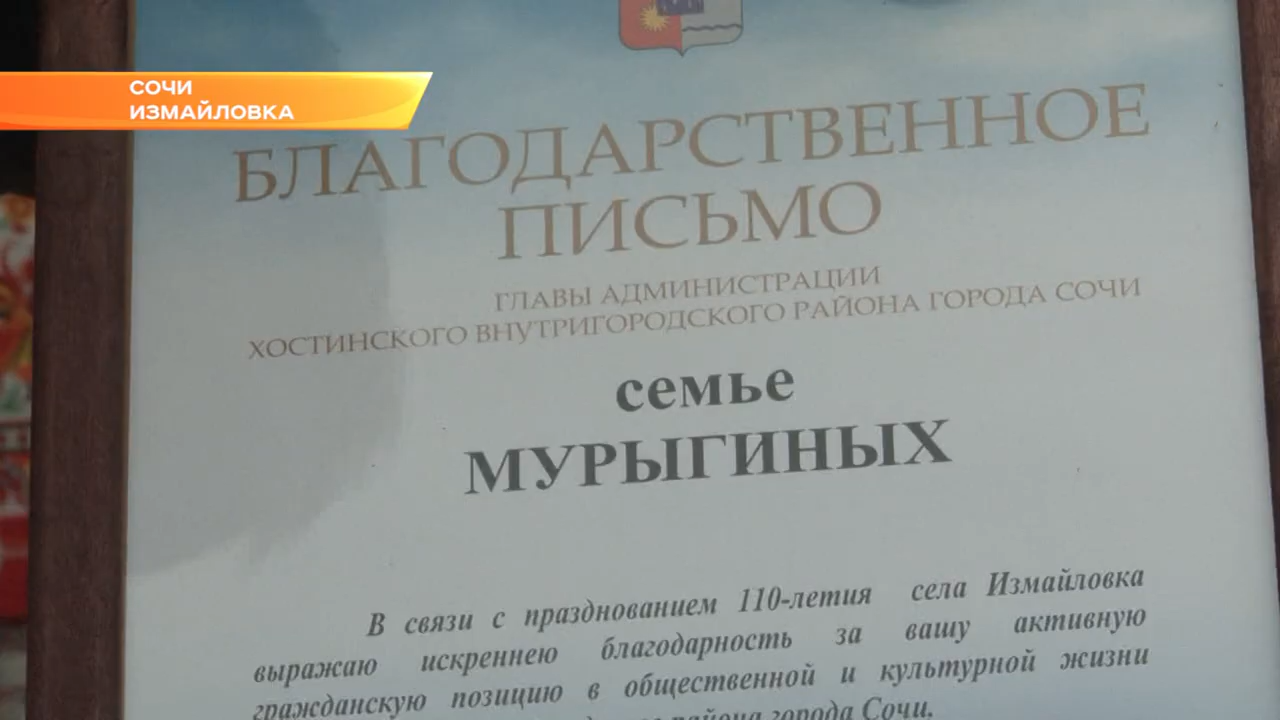 СОЧИ
ИЗМАЙЛОВКА
БЛАГОДАРСТВЕННОЕ
ПИСЬМО
ГЛАВЫ АДМИНИСТРАЦИИ
ХОСТИНСКОГО ВНУТРИГОРОДСКОГО РАЙОНА ГОРОДА СОЧИ
семье
МУРЫГИНЫХ
В связи с празднованием 110-летия села Измайловка
выражаю искреннею благодарность за вашу активную
гражданскую позицию в общественной и культурной жизни
района города Сочи.